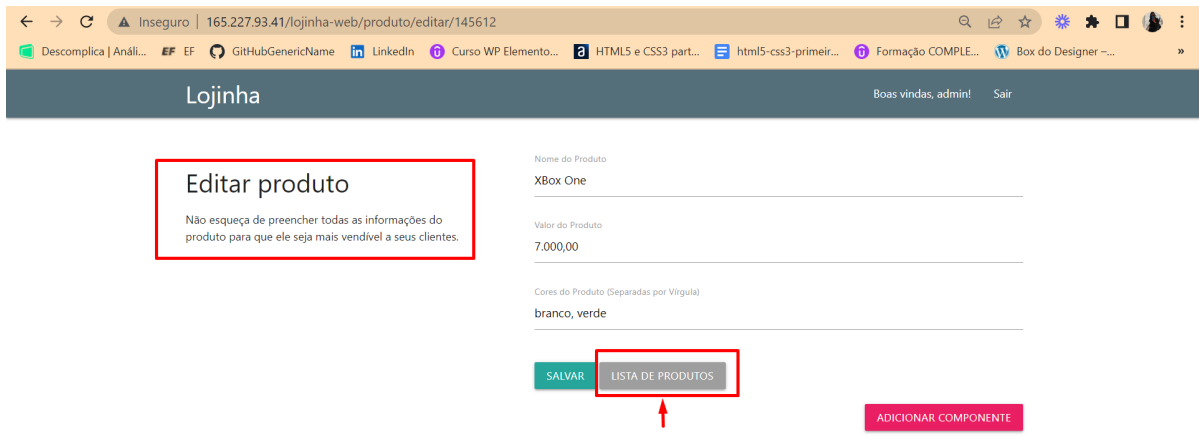 Inseguro | 165.227.93.41/lojinha-web/produto/editar/145612
Descomplica | Análi... EF EF GitHubGenericName in LinkedIn Curso WP Elemento... a HTML5 e CSS3 part... html5-css3-primeir... Formação COMPLE... Box do Designer –... »
Lojinha Boas vindas, admin! Sair
Editar produto
Não esqueça de preencher todas as informações do
produto para que ele seja mais vendível a seus clientes.
Nome do Produto
XBox One
Valor do Produto
7.000,00
Cores do Produto (Separadas por Vírgula)
branco, verde
SALVAR LISTA DE PRODUTOS
ADICIONAR COMPONENTE